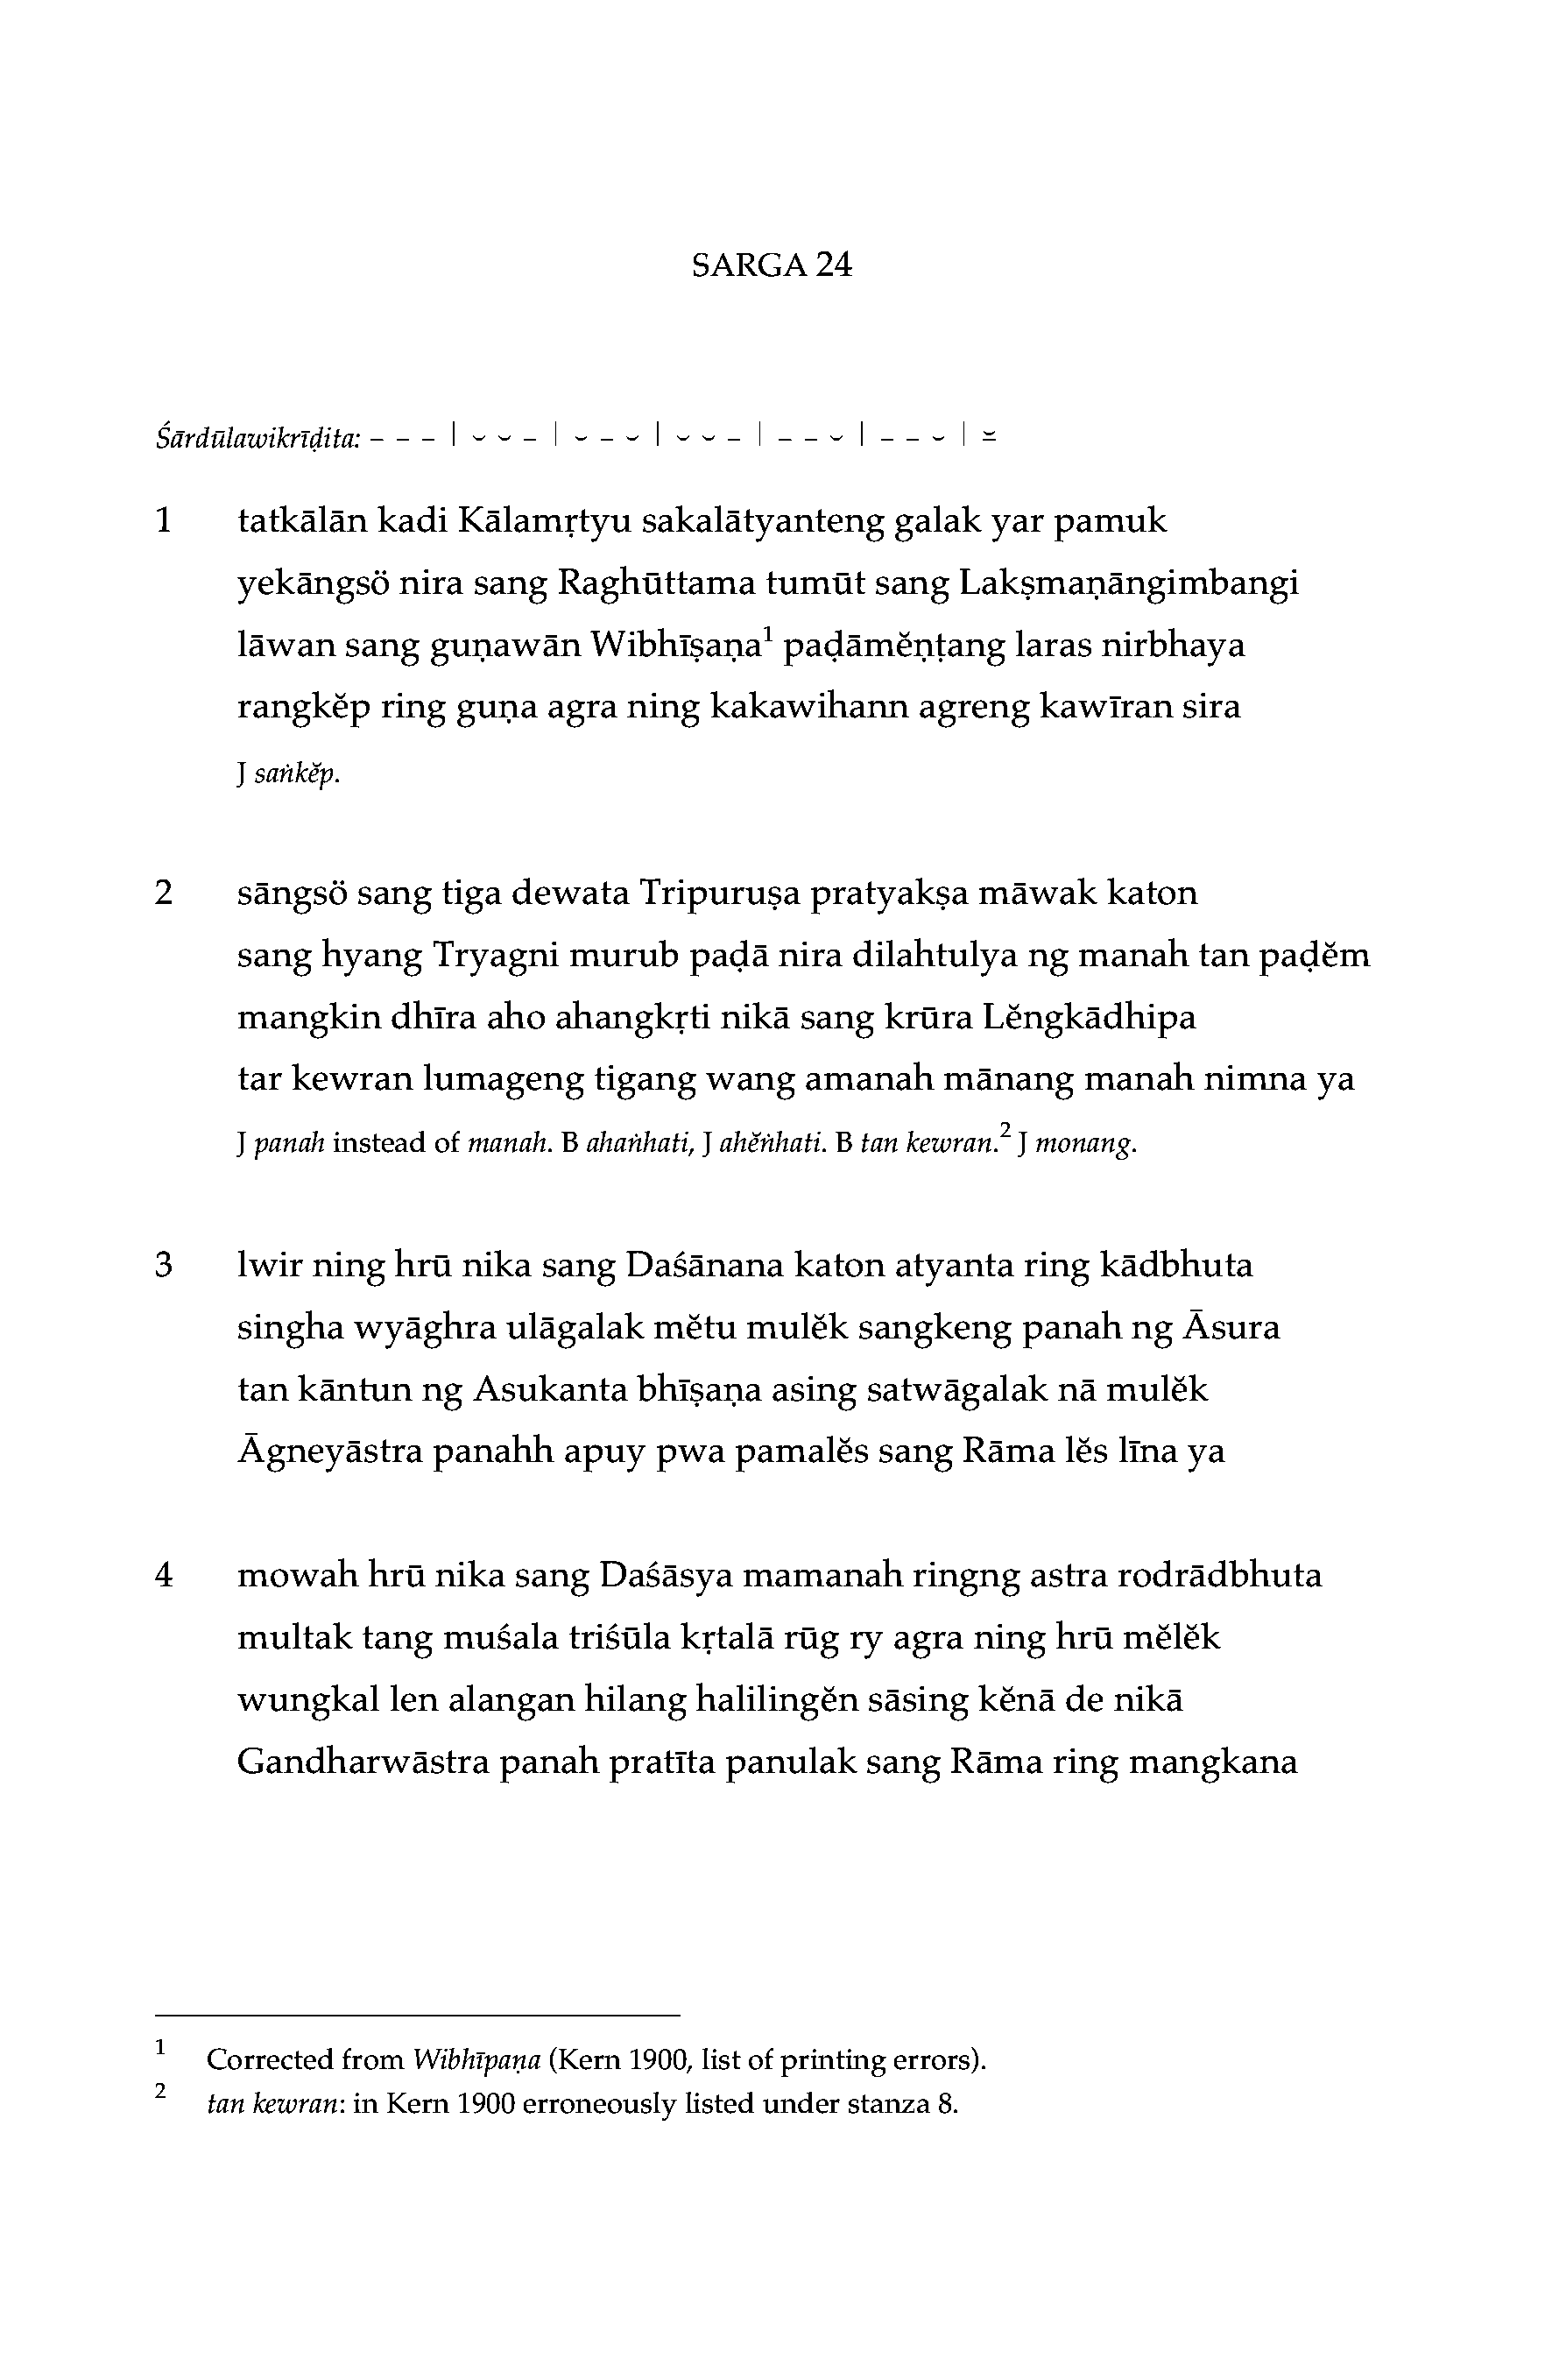 SARGA 24
Śārdūlawikrīḍita: – – – | ⏑ ⏑ – | ⏑ – ⏑ | ⏑ ⏑ – | – – ⏑ | – – ⏑ | ⏓
1 tatkālān kadi Kālamṛtyu sakalātyanteng galak yar pamuk
yekāngsö nira sang Raghūttama tumūt sang Lakṣmaṇāngimbangi
lāwan sang guṇawān Wibhīṣaṇa¹ paḍāmĕṇṭang laras nirbhaya
rangkĕp ring guṇa agra ning kakawihann agreng kawīran sira
J saṅkĕp.
2 sāngsö sang tiga dewata Tripuruṣa pratyakṣa māwak katon
sang hyang Tryagni murub paḍā nira dilahtulya ng manah tan paḍĕm
mangkin dhīra aho ahangkṛti nikā sang krūra Lĕngkādhipa
tar kewran lumageng tigang wang amanah mānang manah nimna ya
J panah instead of manah. B ahaṅhati, J ahĕṅhati. B tan kewran.² J monang.
3 lwir ning hrū nika sang Daśānana katon atyanta ring kādbhuta
singha wyāghra ulāgalak mĕtu mulĕk sangkeng panah ng Āsura
tan kāntun ng Asukanta bhīṣaṇa asing satwāgalak nā mulĕk
Āgneyāstra panahh apuy pwa pamalĕs sang Rāma lĕs līna ya
4 mowah hrū nika sang Daśāsya mamanah ringng astra rodrādbhuta
multak tang muśala triśūla kṛtalā rūg ry agra ning hrū mĕlĕk
wungkal len alangan hilang halilingĕn sāsing kĕnā de nikā
Gandharwāstra panah pratīta panulak sang Rāma ring mangkana
1 Corrected from Wibhīpaṇa (Kern 1900, list of printing errors).
2 tan kewran: in Kern 1900 erroneously listed under stanza 8.